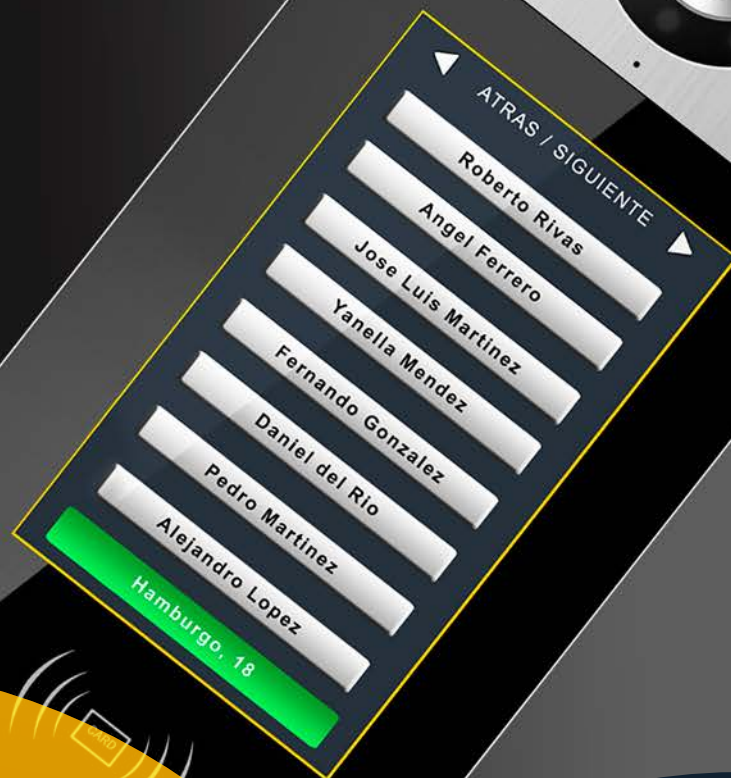 ATRAS / SIGUIENTE
Roberto Rivas
Angel Ferrero
Jose Luis Martinez
Yanella Mendez
Fernando Gonzalez
Daniel del Rio
Pedro Martinez
Alejandro Lopez
Hamburgo, 18
CARD